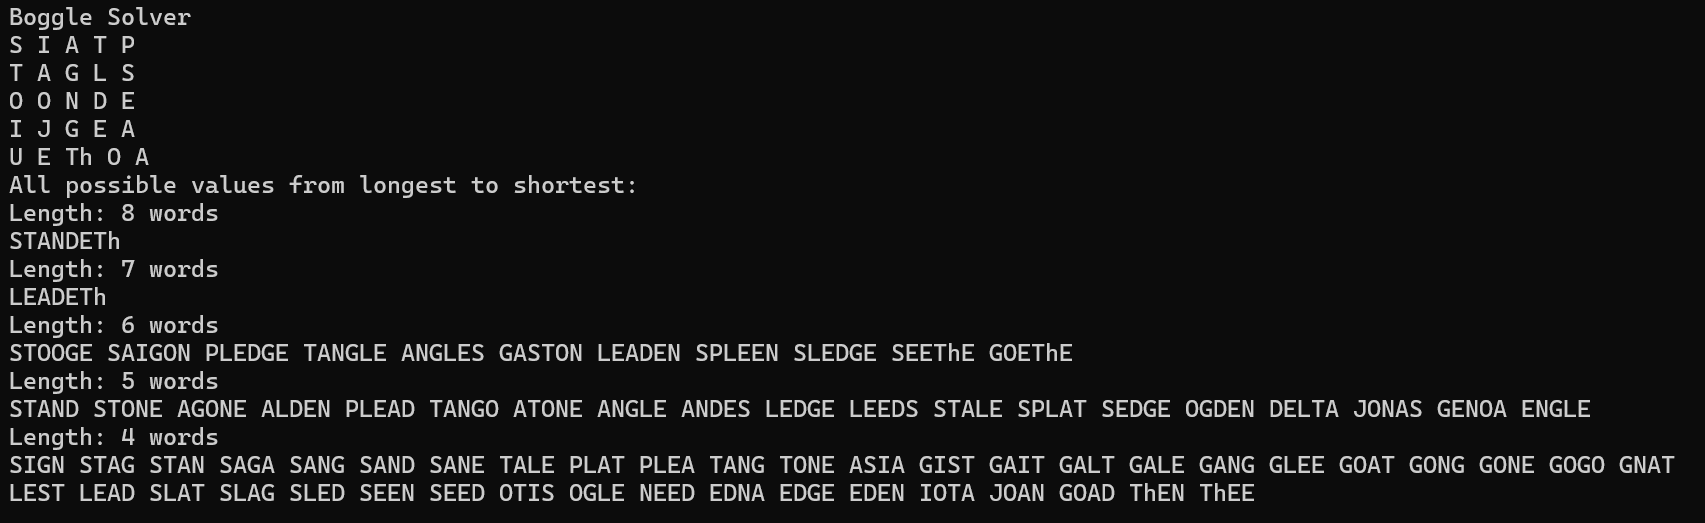 Boggle Solver
S I A T P
T A G L S
O O N D E
I J G E A
U E Th O A
All possible values from longest to shortest:
Length: 8 words
STANDETh
Length: 7 words
LEADETh
Length: 6 words
STOOGE SAIGON PLEDGE TANGLE ANGLES GASTON LEADEN SPLEEN SLEDGE SEEThE GOEThE
Length: 5 words
STAND STONE AGONE ALDEN PLEAD TANGO ATONE ANGLE ANDES LEDGE LEEDS STALE SPLAT SEDGE OGDEN DELTA JONAS GENOA ENGLE
Length: 4 words
SIGN STAG STAN SAGA SANG SAND SANE TALE PLAT PLEA TANG TONE ASIA GIST GAIT GALT GALE GANG GLEE GOAT GONG GONE GOGO GNAT
LEST LEAD SLAT SLAG SLED SEEN SEED OTIS OGLE NEED EDNA EDGE EDEN IOTA JOAN GOAD ThEN ThEE